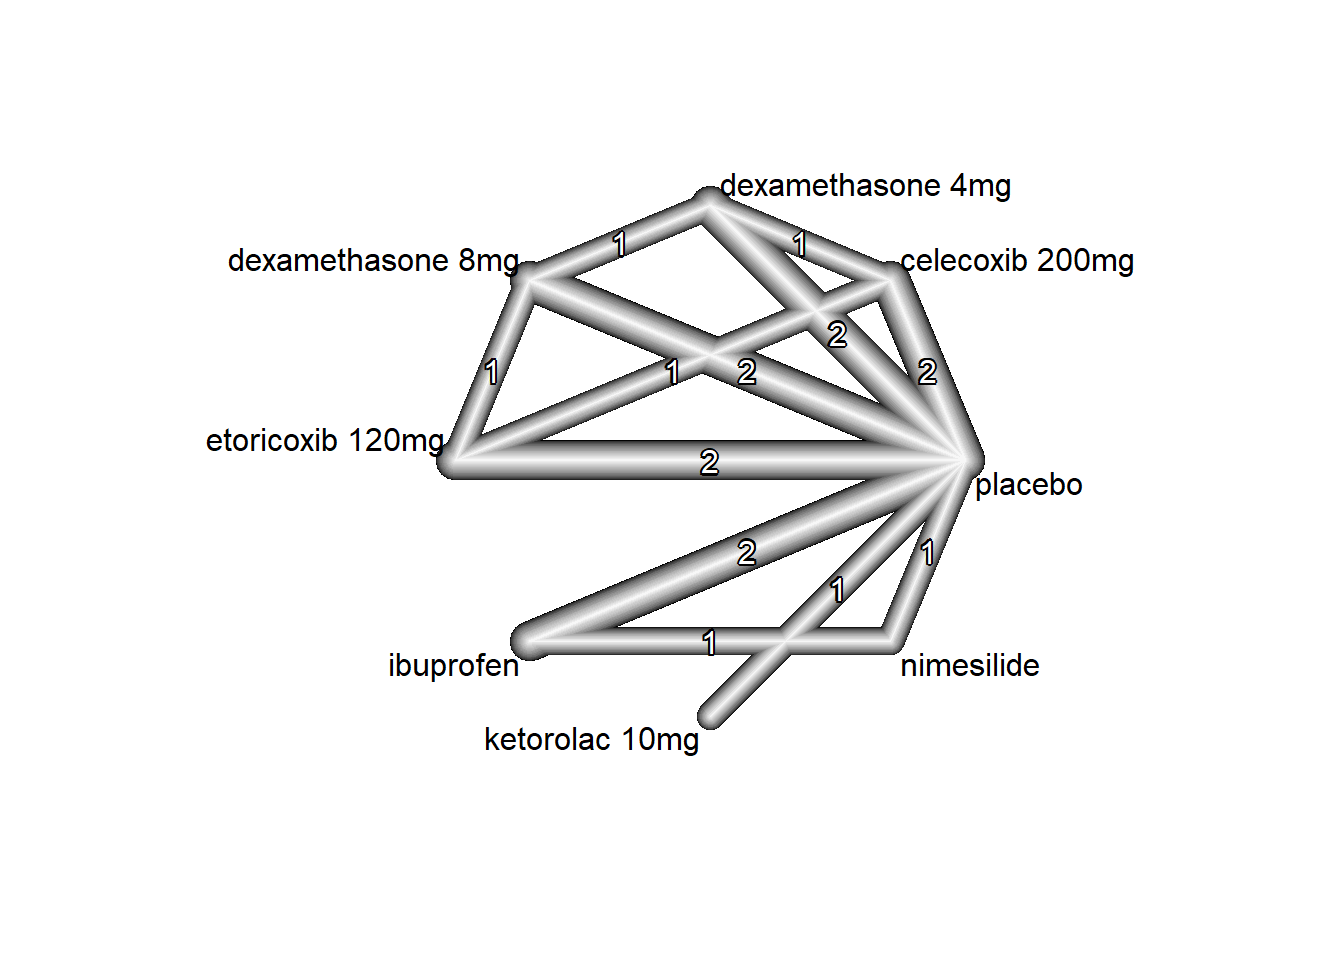 dexamethasone 4mg
1
1
dexamethasone 8mg
celecoxib 200mg
2
1
1
2
2
etoricoxib 120mg
2
placebo
2
1
1
1
ibuprofen
nimesilide
ketorolac 10mg